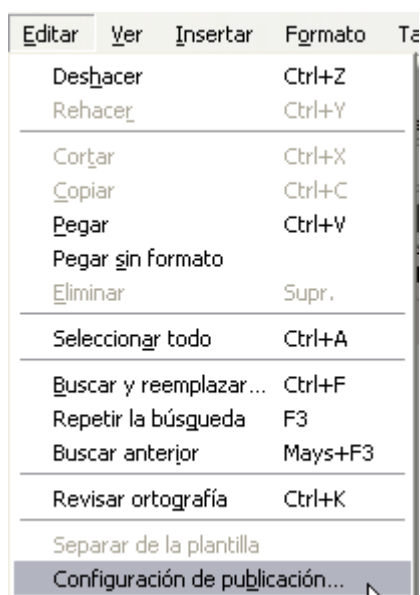 Editar Ver Insertar Formato Ta
Deshacer Ctrl+Z
Rehacer Ctrl+Y
Cortar Ctrl+X
Copiar Ctrl+C
Pegar Ctrl+V
Pegar sin formato
Eliminar Supr.
Seleccionar todo Ctrl+A
Buscar y reemplazar... Ctrl+F
Repetir la búsqueda F3
Buscar anterior Mays+F3
Revisar ortografía Ctrl+K
Separar de la plantilla
Configuración de publicación...